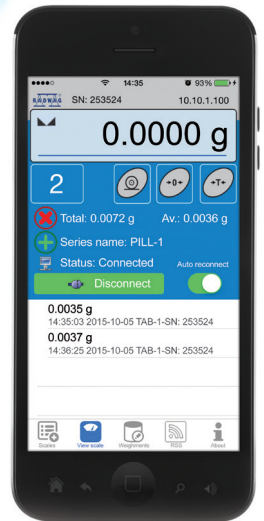 14:35 93%
RADWAG SN: 253524 10.10.1.100
0.0000 g
2 →0← →T←
Total: 0.0072 g Av.: 0.0036 g
Series name: PILL-1
Status: Connected Auto reconnect
Disconnect
0.0035 g
14:35:03 2015-10-05 TAB-1-SN: 253524
0.0037 g
14:36:25 2015-10-05 TAB-1-SN: 253524
Scales View scale Weighments RSS About